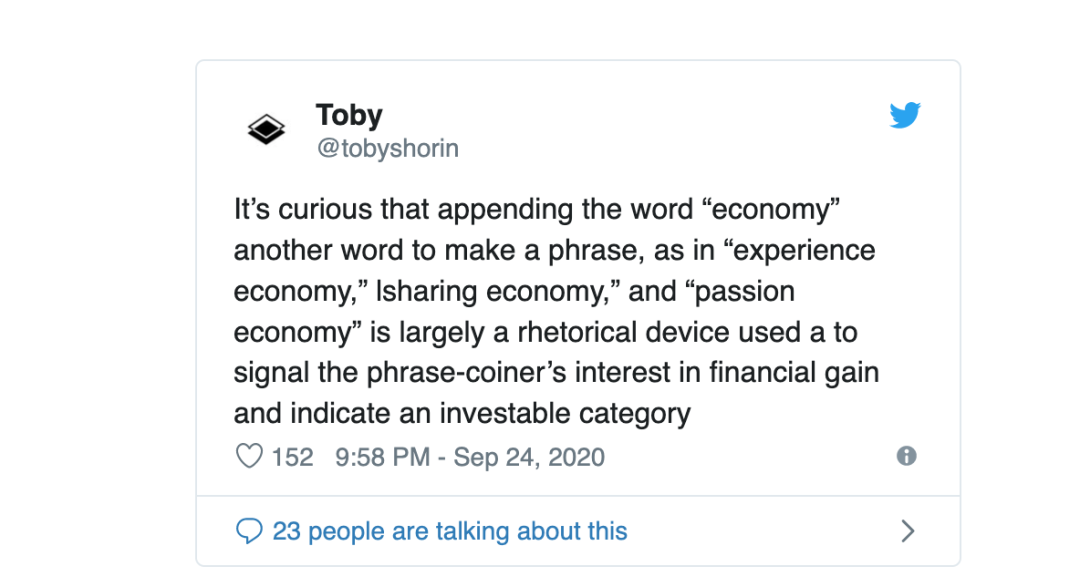 Toby
@tobyshorin
It’s curious that appending the word “economy”
another word to make a phrase, as in “experience
economy,” lsharing economy,” and “passion
economy” is largely a rhetorical device used a to
signal the phrase-coiner’s interest in financial gain
and indicate an investable category
152 9:58 PM - Sep 24, 2020
23 people are talking about this